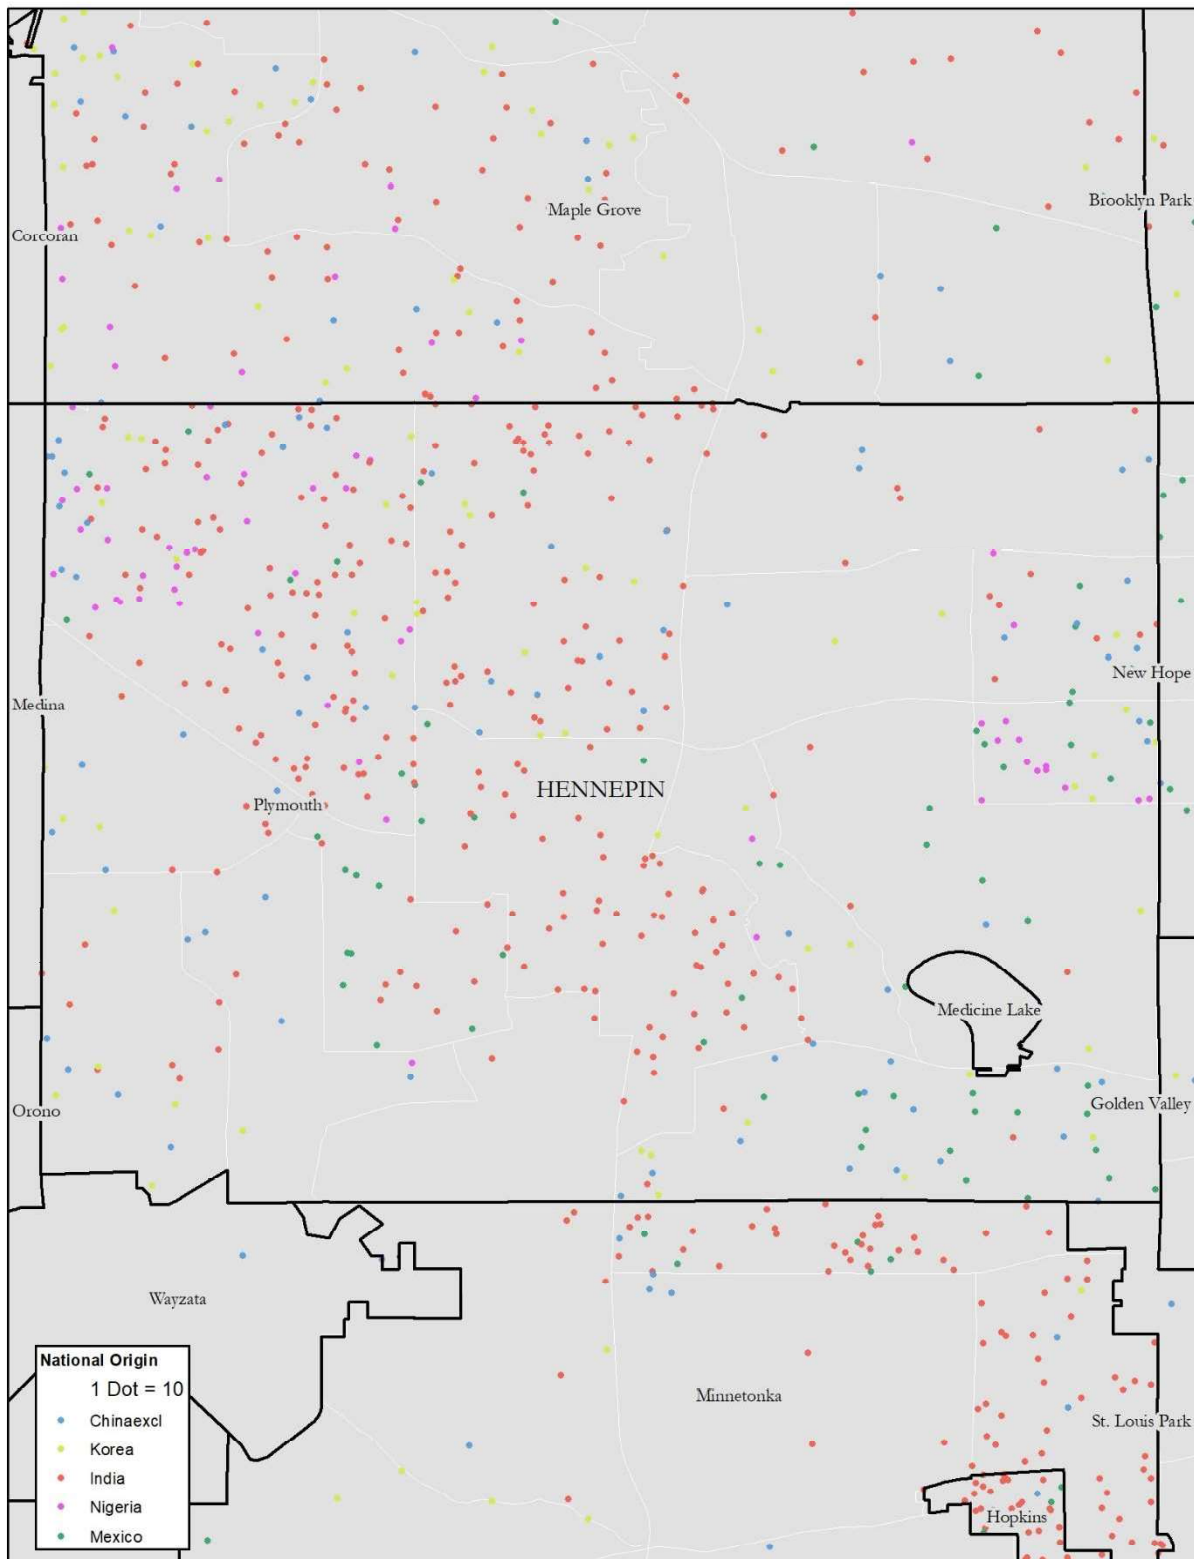 Maple Grove
Brooklyn Park
Corcoran
New Hope
Medina
HENNEPIN
Plymouth
Medicine Lake
Orono
Golden Valley
Wayzata
Minnetonka
St. Louis Park
Hopkins
National Origin
1 Dot = 10
Chinaexcl
Korea
India
Nigeria
Mexico